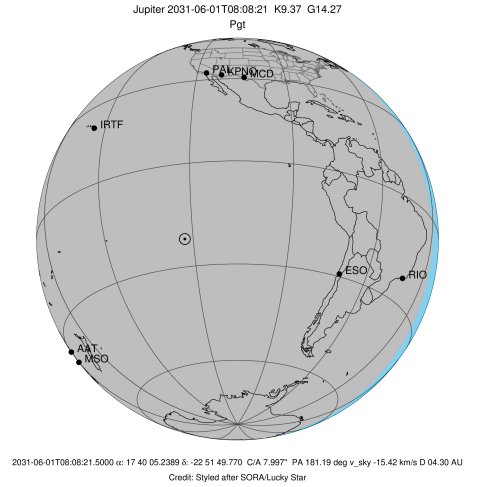 Jupiter 2031-06-01T08:08:21 K9.37 G14.27
Pgt
PAL KPNO MCD
IRTF
ESO
RIO
AAT
MSO
2031-06-01T08:08:21.5000 α: 17 40 05.2389 δ: -22 51 49.770 C/A 7.997" PA 181.19 deg v_sky -15.42 km/s D 04.30 AU
Credit: Styled after SORA/Lucky Star